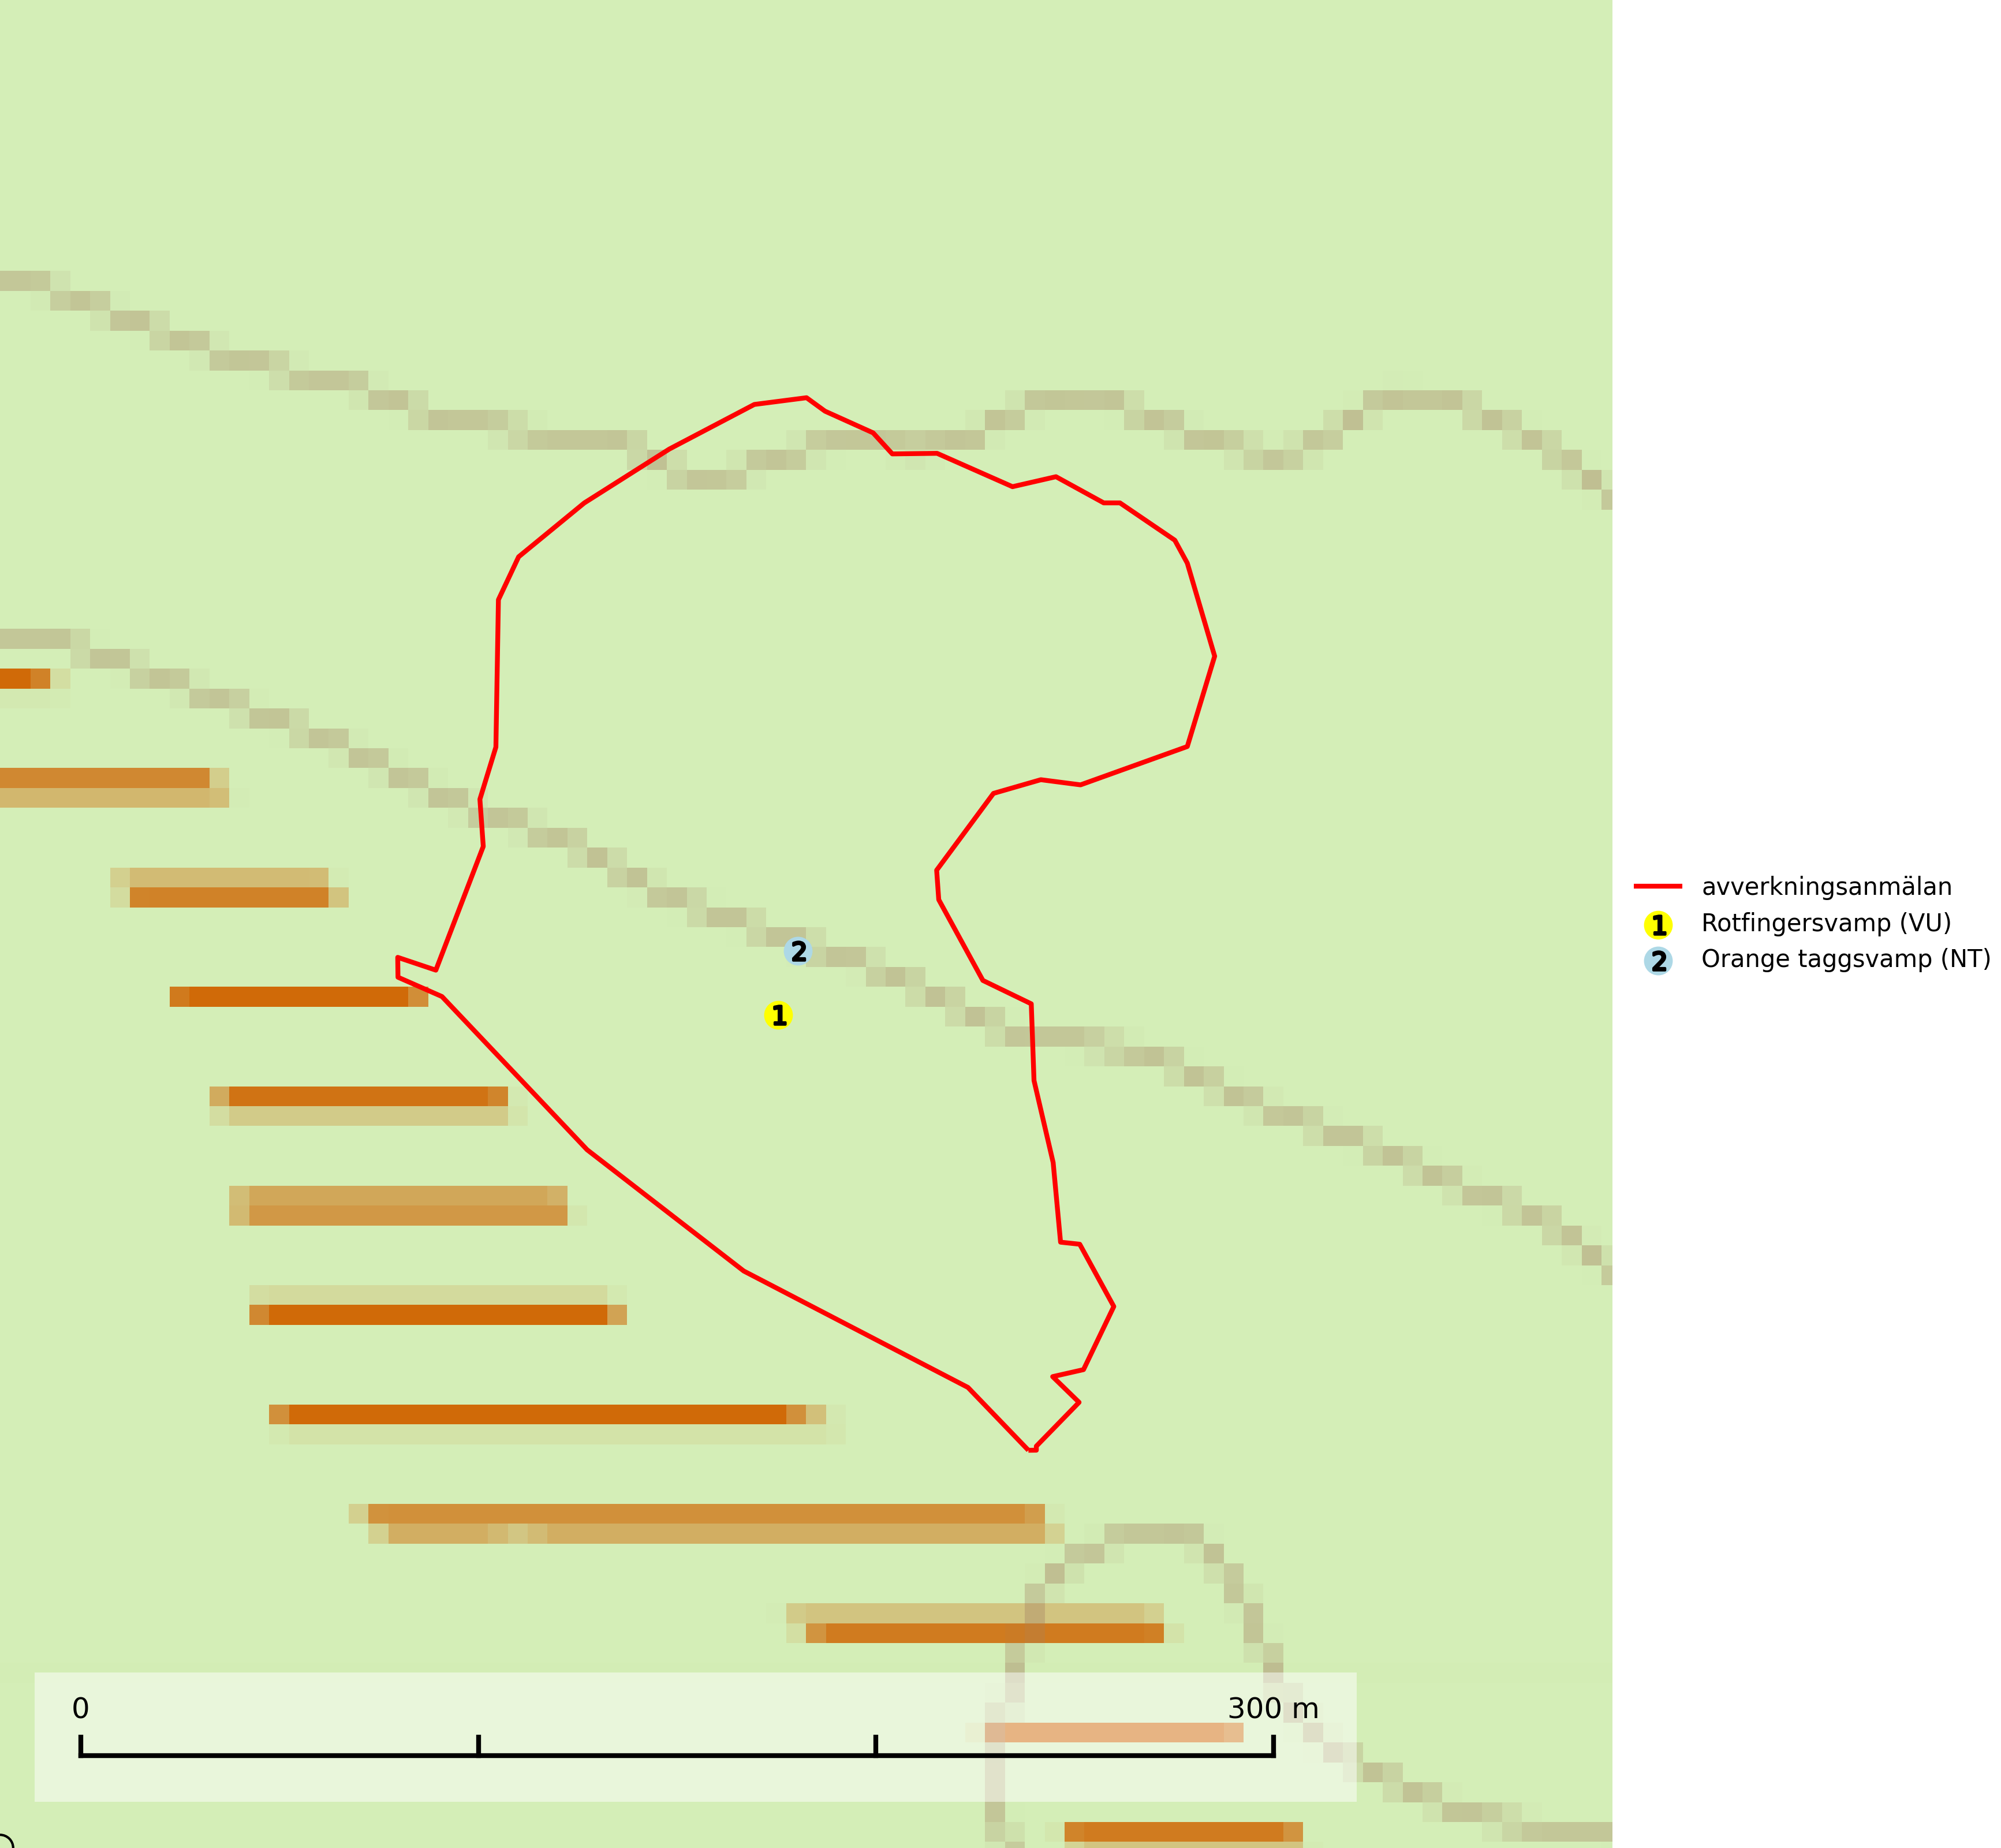 2
1
avverkningsanmälan
1 Rotfingersvamp (VU)
2 Orange taggsvamp (NT)
0 300 m